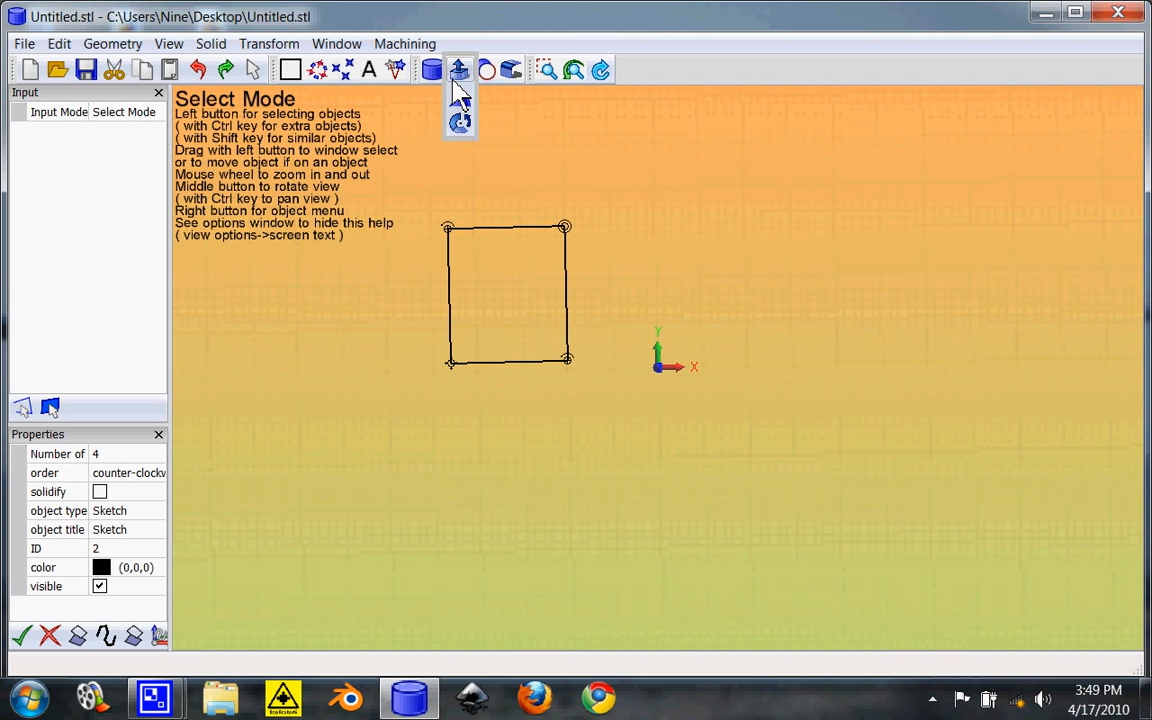 Untitled.stl - C:\Users\Nine\Desktop\Untitled.stl
File Edit Geometry View Solid Transform Window Machining
Input
Input Mode Select Mode
Select Mode
Left button for selecting objects
( with Ctrl key for extra objects)
( with Shift key for similar objects)
Drag with left button to window select
or to move object if on an object
Mouse wheel to zoom in and out
Middle button to rotate view
( with Ctrl key to pan view )
Right button for object menu
See options window to hide this help
( view options->screen text )
Y
X
Properties
Number of 4
order counter-clockw
solidify
object type Sketch
object title Sketch
ID 2
color (0,0,0)
visible
3:49 PM
4/17/2010